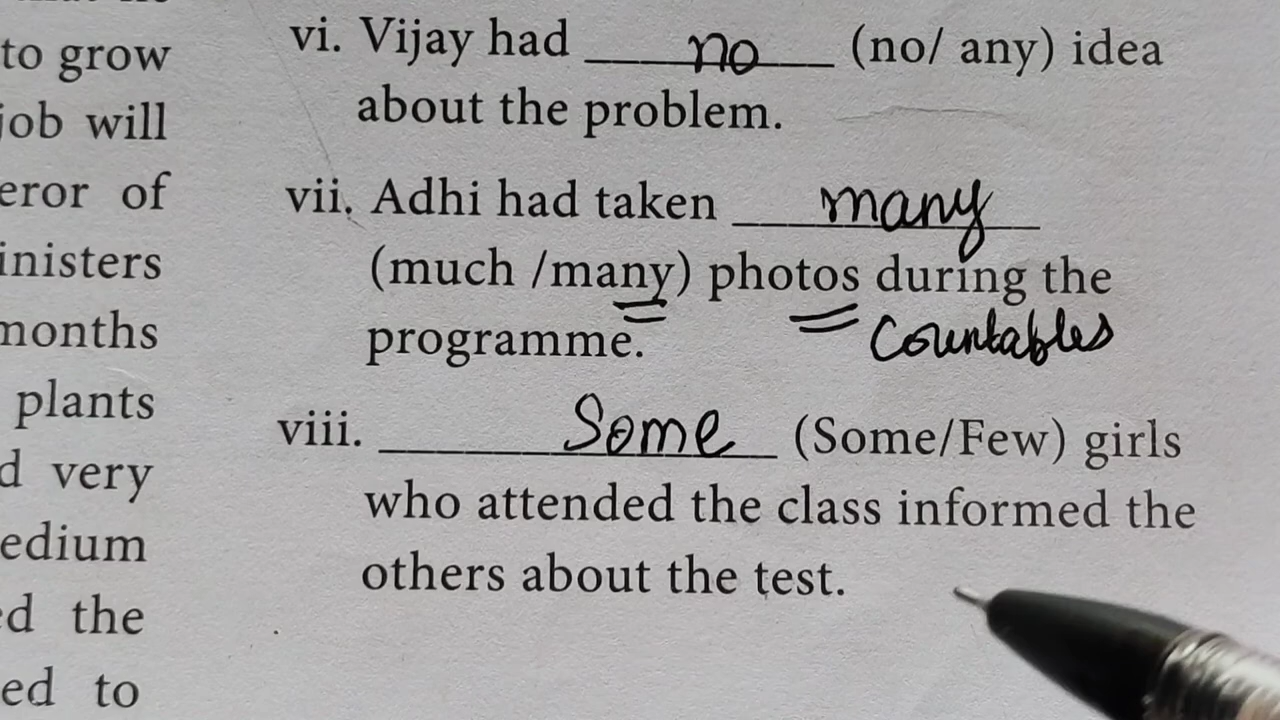 to grow
job will
eror of
inisters
months
plants
d very
edium
ed the
ed to
vi. Vijay had no (no/ any) idea
about the problem.
vii. Adhi had taken many
(much /many) photos during the
programme. Countables
viii. Some (Some/Few) girls
who attended the class informed the
others about the test.